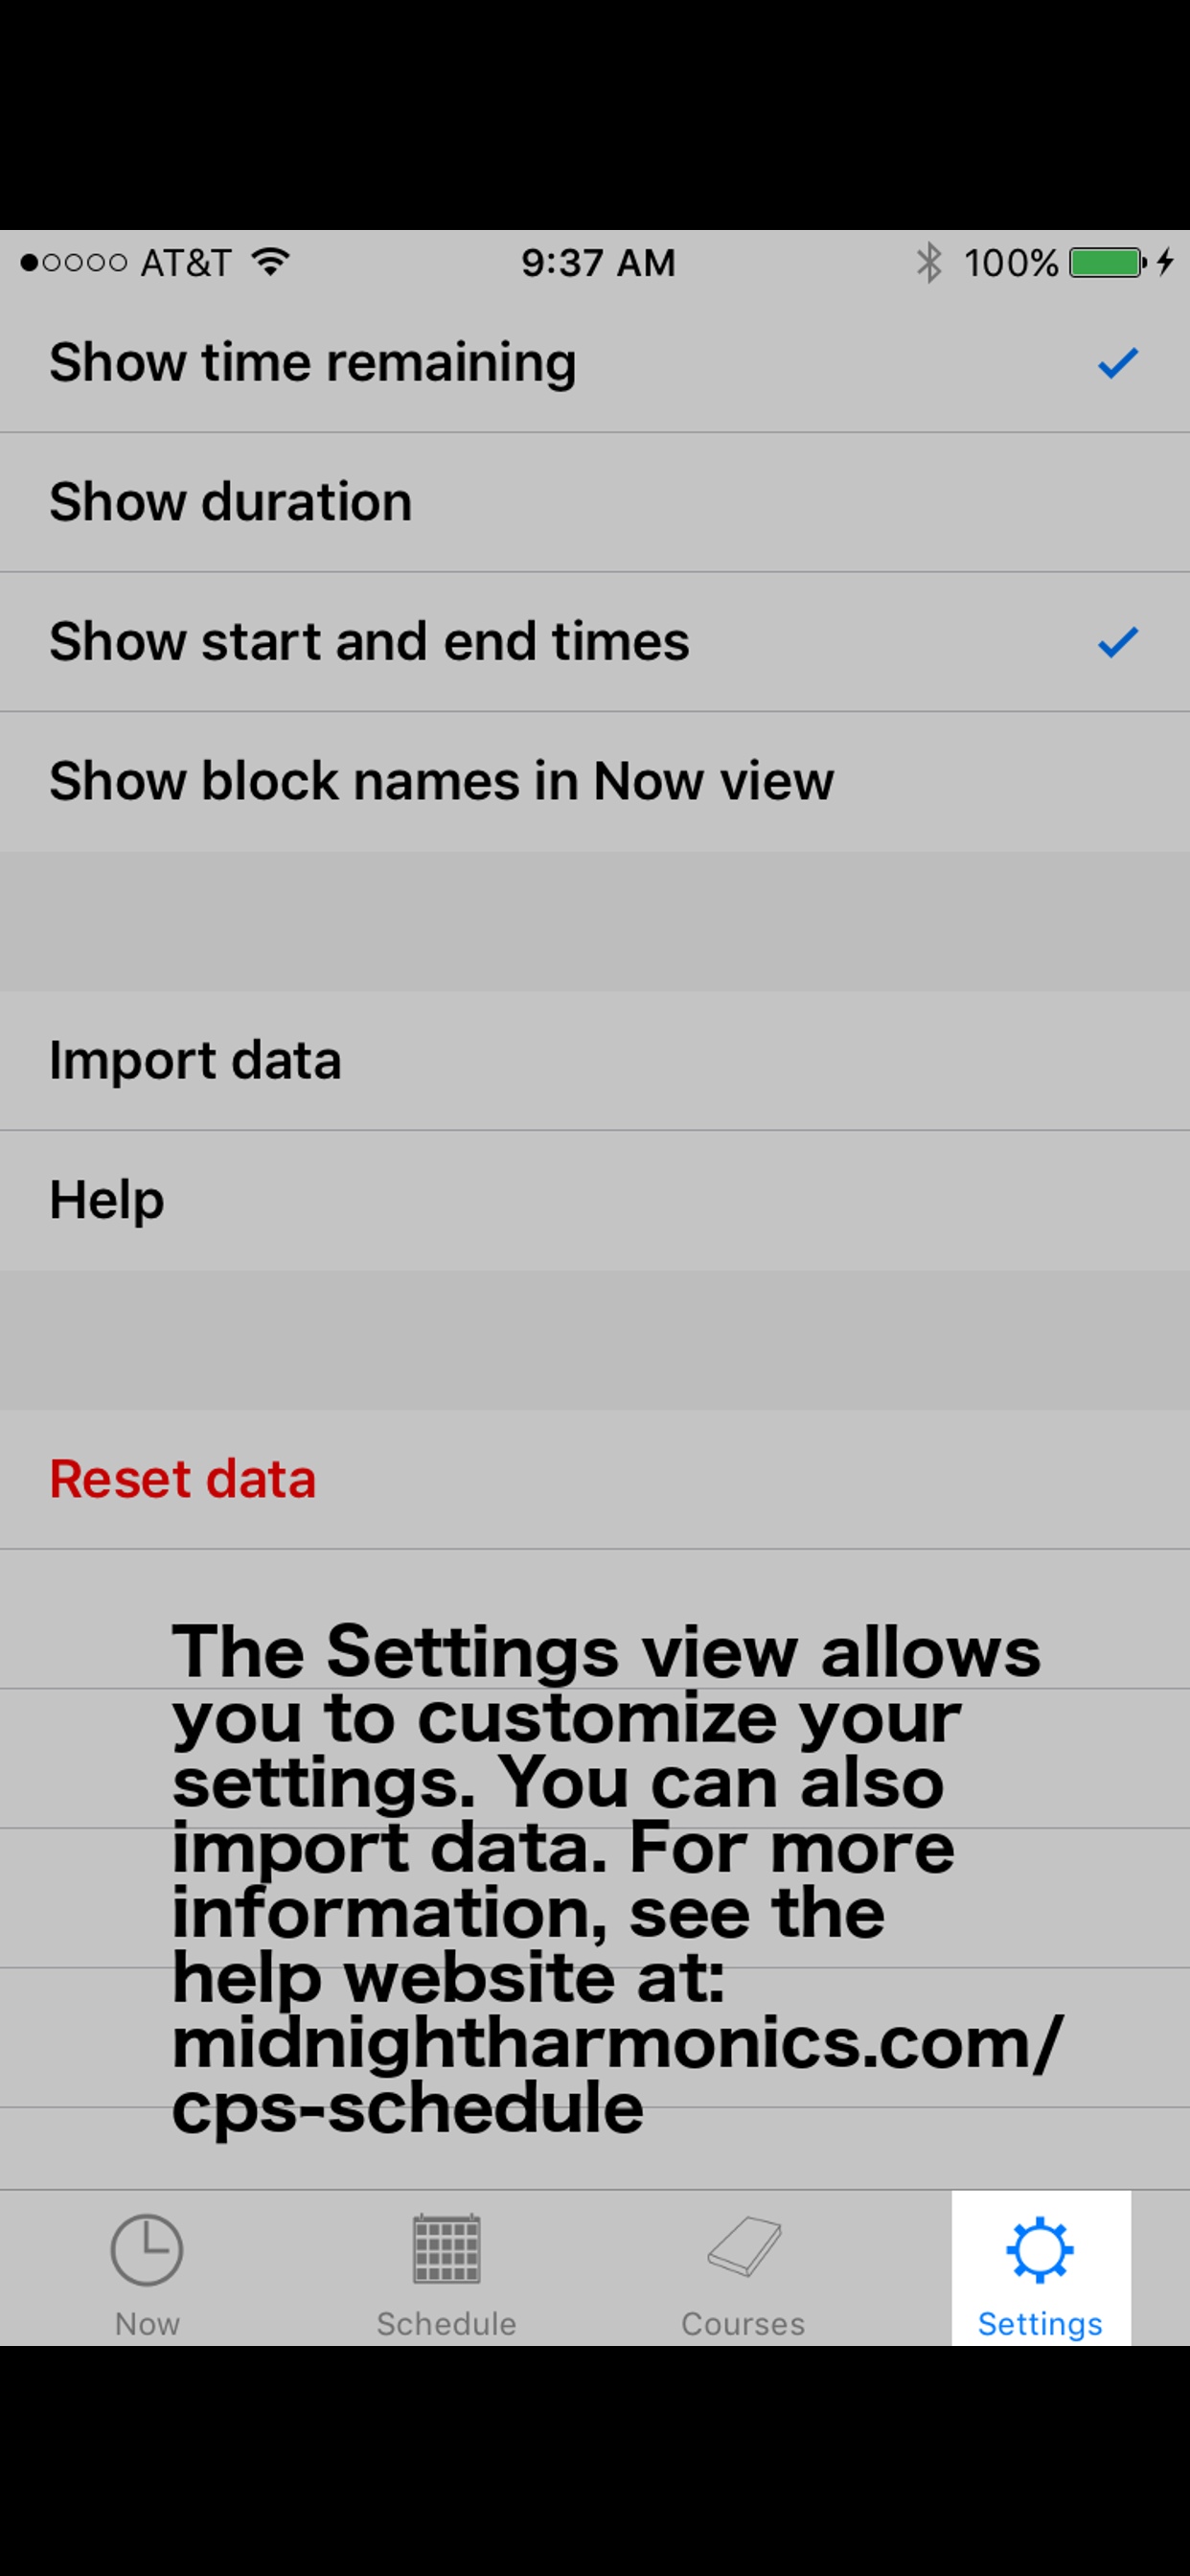 AT&T 9:37 AM 100%
Show time remaining
Show duration
Show start and end times
Show block names in Now view
Import data
Help
Reset data
The Settings view allows
you to customize your
settings. You can also
import data. For more
information, see the
help website at:
midnightharmonics.com/
cps-schedule
Now Schedule Courses Settings